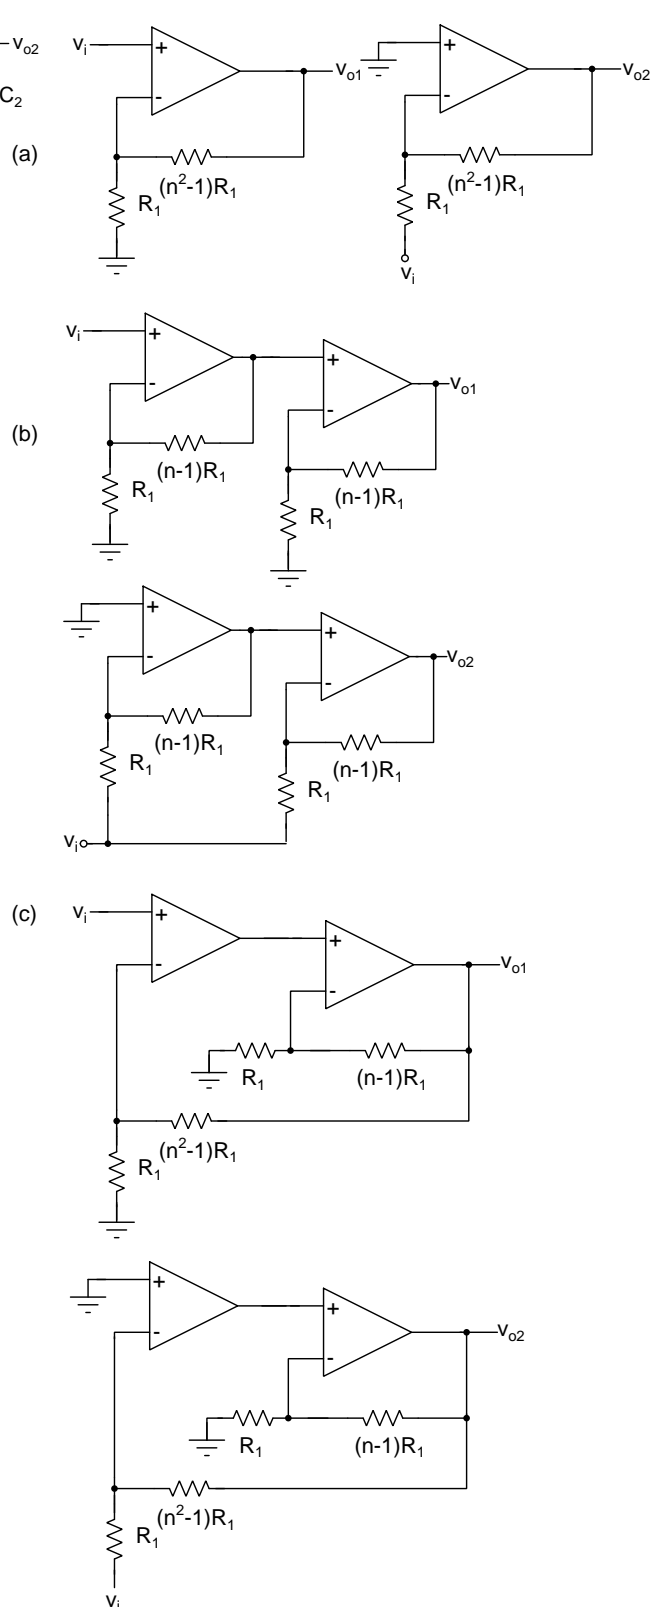 v_o2
C_2
(a)
v_i
+
-
v_o1
(n^2-1)R_1
R_1
+
-
v_o2
(n^2-1)R_1
R_1
v_i
(b)
v_i
+
-
(n-1)R_1
R_1
+
-
v_o1
(n-1)R_1
R_1
+
-
(n-1)R_1
R_1
+
-
v_o2
(n-1)R_1
R_1
v_i
(c)
v_i
+
-
+
-
v_o1
R_1
(n-1)R_1
(n^2-1)R_1
R_1
+
-
+
-
v_o2
R_1
(n-1)R_1
(n^2-1)R_1
R_1
v_i